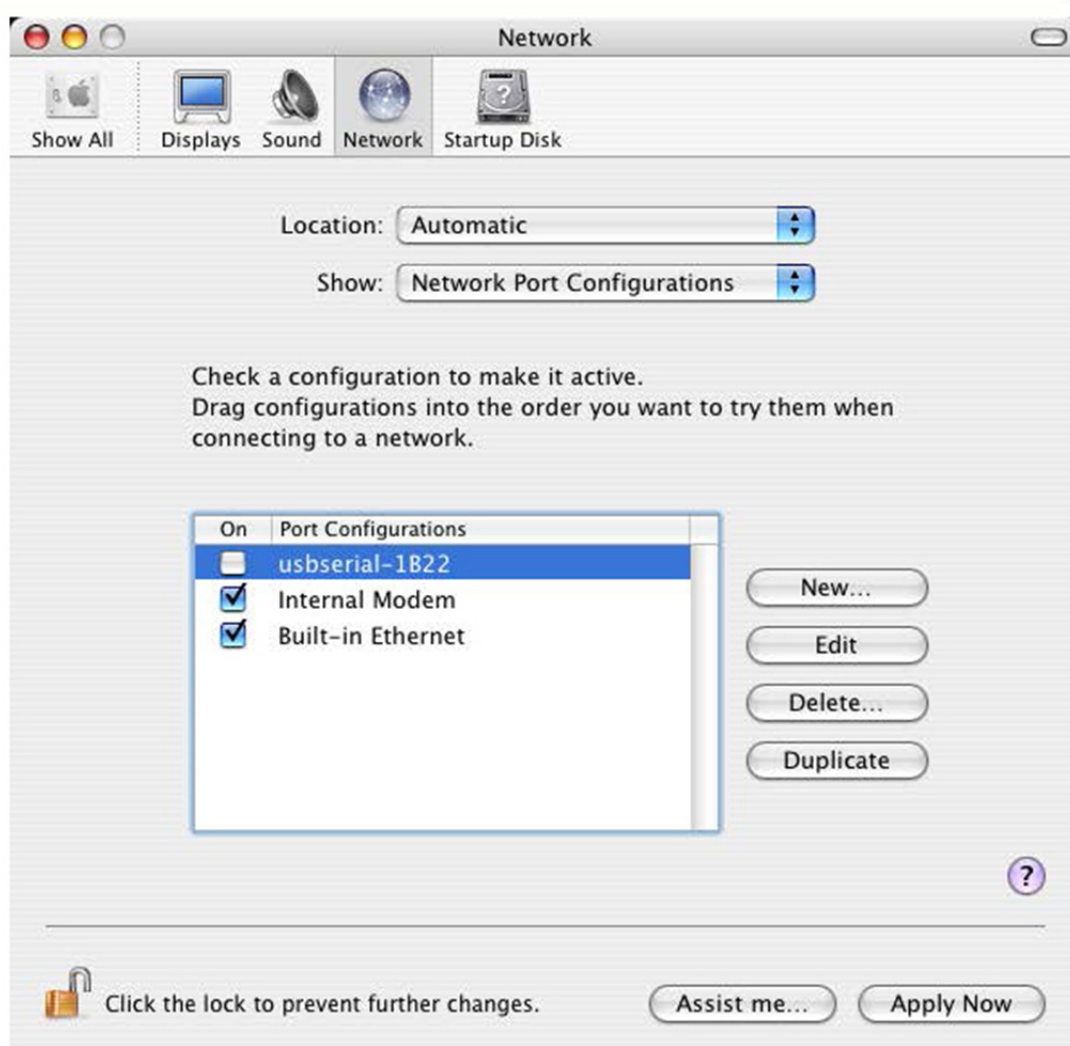 Network
Show All
Displays
Sound
Network
Startup Disk
Location: Automatic
Show: Network Port Configurations
Check a configuration to make it active.
Drag configurations into the order you want to try them when
connecting to a network.
On Port Configurations
usbserial-1B22
Internal Modem
Built-in Ethernet
New...
Edit
Delete...
Duplicate
?
Click the lock to prevent further changes.
Assist me...
Apply Now